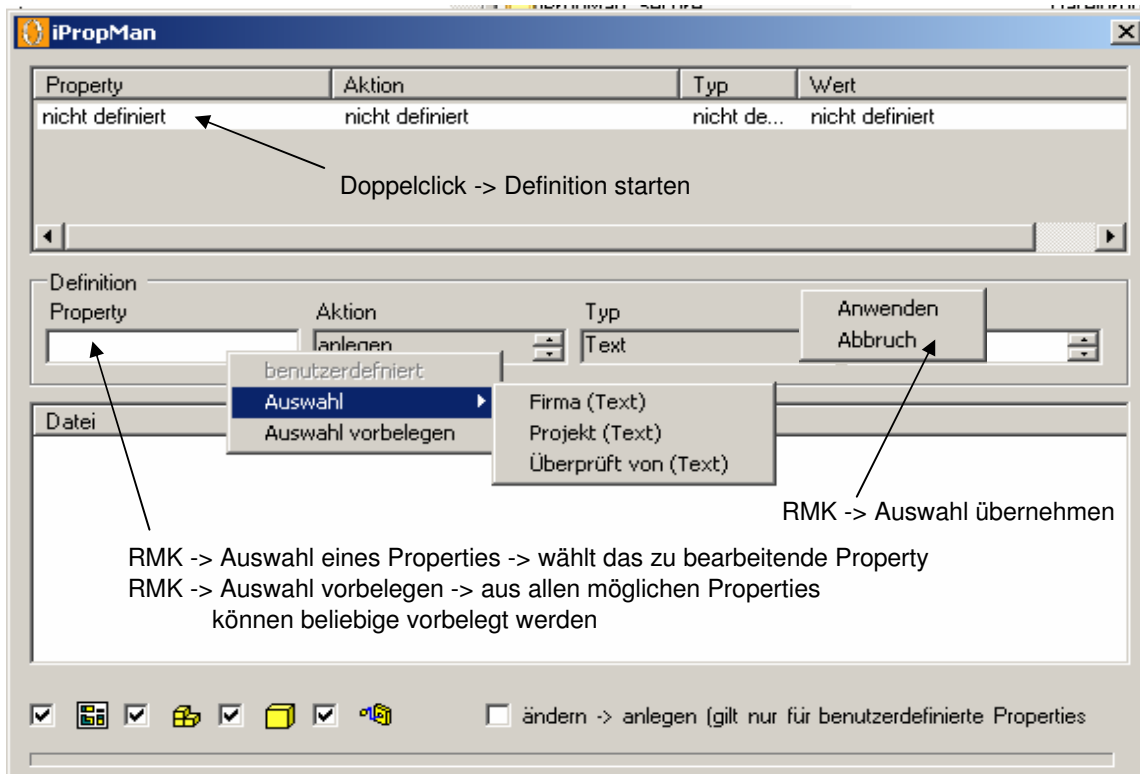 iPropMan
Property Aktion Typ Wert
nicht definiert nicht definiert nicht de... nicht definiert
Doppelclick -> Definition starten
Definition
Property Aktion Typ
anlegen Text
Anwenden
Abbruch
benutzerdefniert
Auswahl
Auswahl vorbelegen
Firma (Text)
Projekt (Text)
Überprüft von (Text)
Datei
RMK -> Auswahl übernehmen
RMK -> Auswahl eines Properties -> wählt das zu bearbeitende Property
RMK -> Auswahl vorbelegen -> aus allen möglichen Properties
können beliebige vorbelegt werden
ändern -> anlegen (gilt nur für benutzerdefinierte Properties